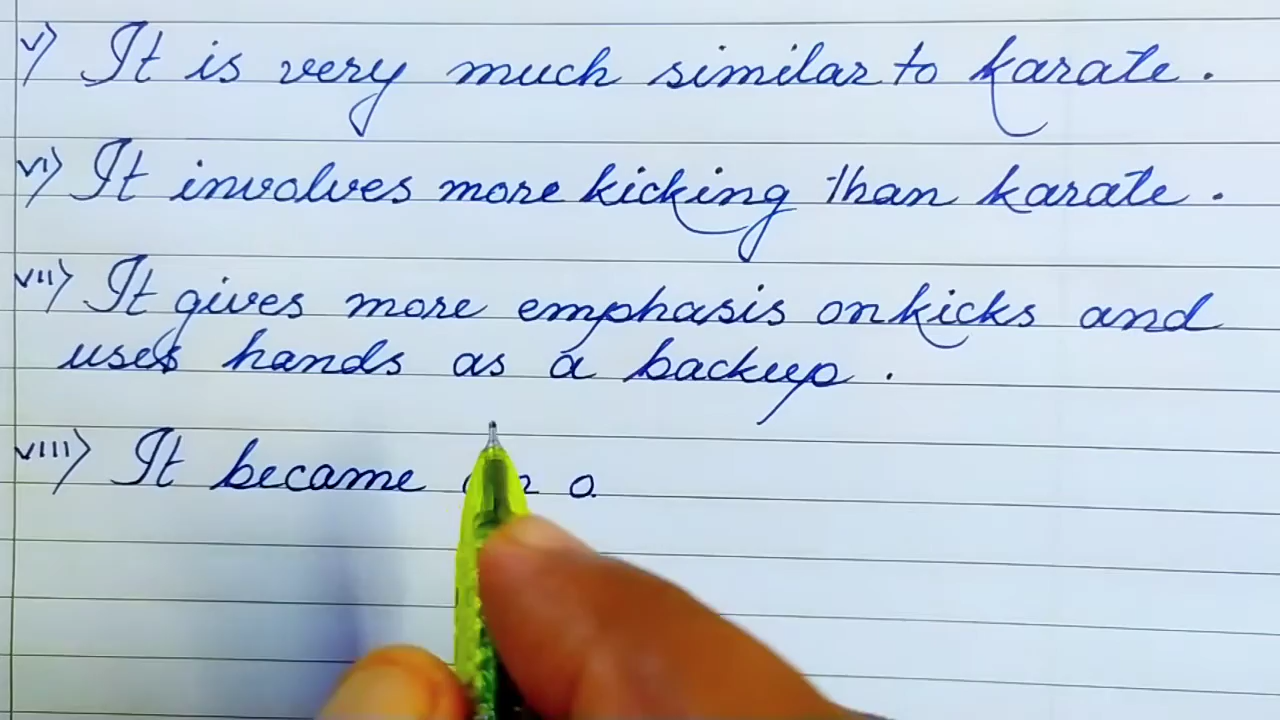 v) It is very much similar to karate.
vi) It involves more kicking than karate.
vii) It gives more emphasis on kicks and
uses hands as a backup.
viii) It became